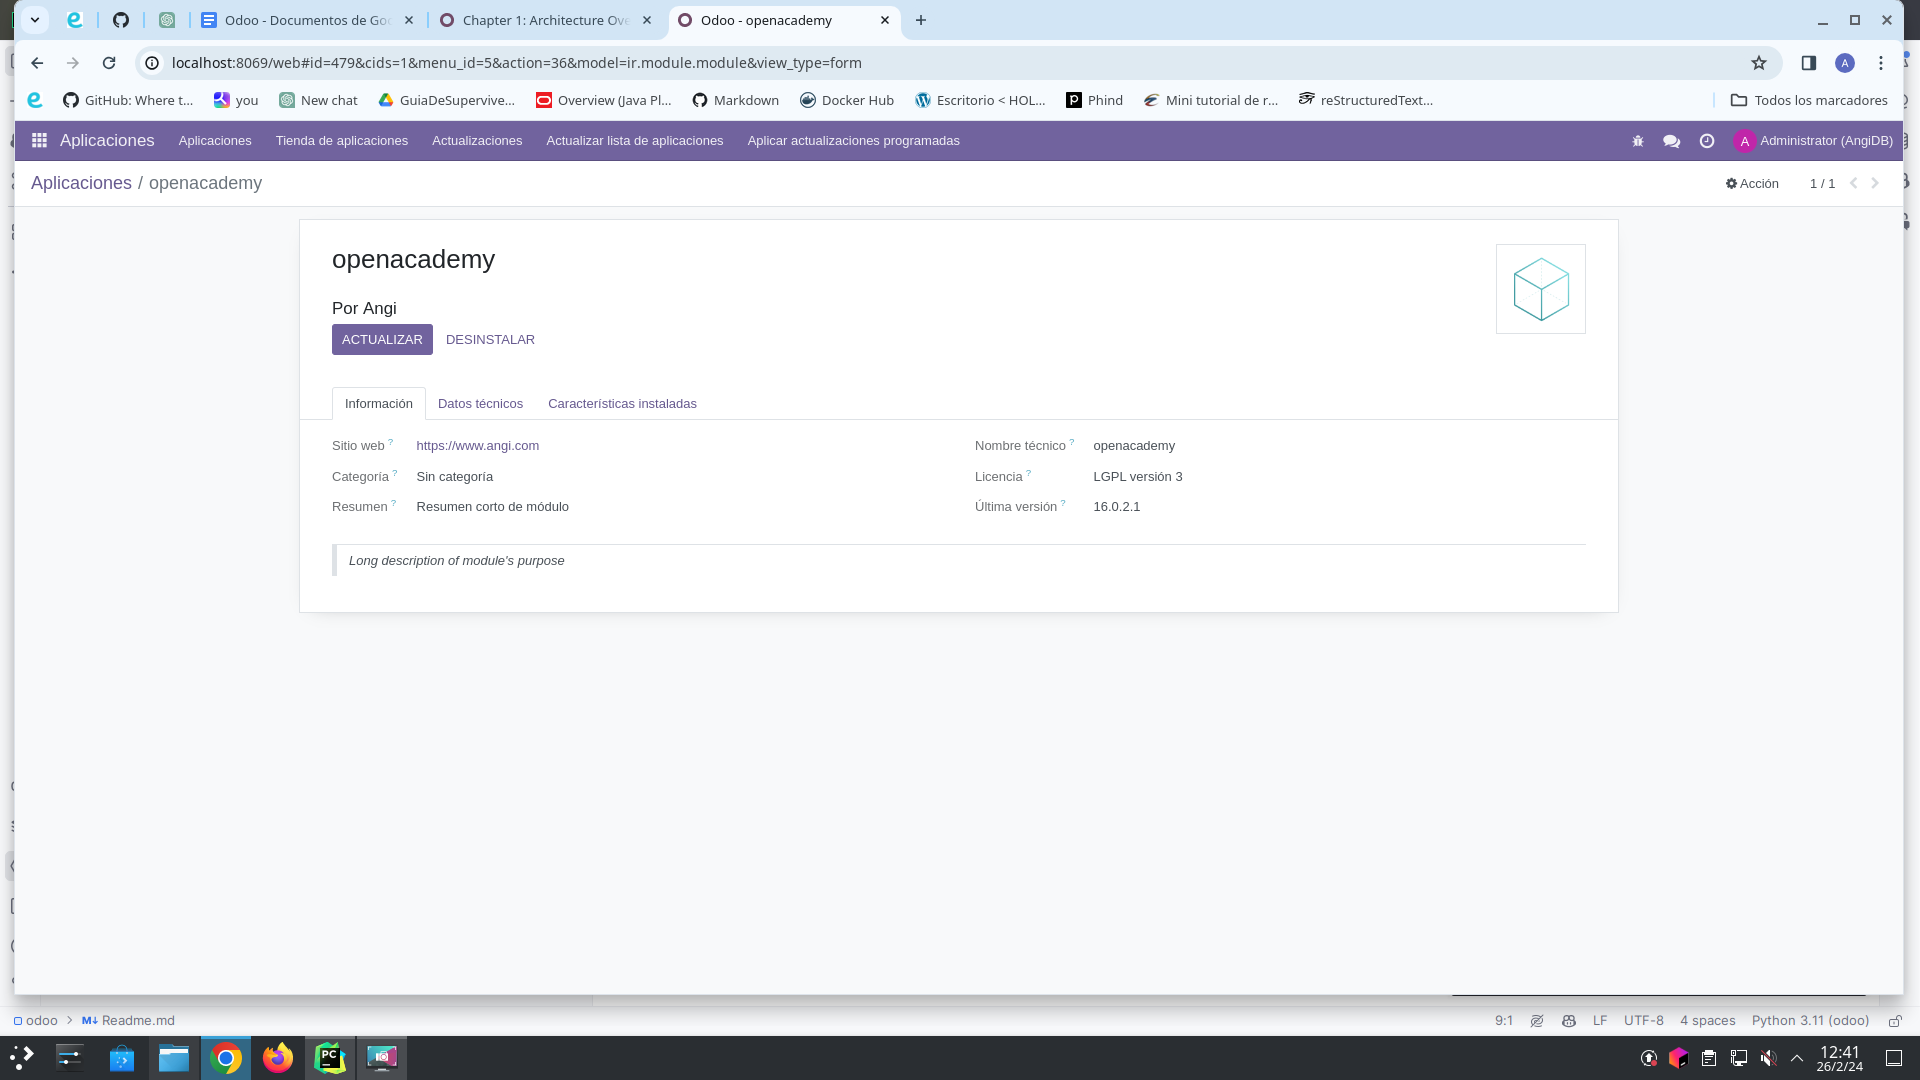 Odoo - Documentos de Goo
Chapter 1: Architecture Ove
Odoo - openacademy
localhost:8069/web#id=479&cids=1&menu_id=5&action=36&model=ir.module.module&view_type=form
A
GitHub: Where t...
you
New chat
GuiaDeSupervive...
Overview (Java Pl...
Markdown
Docker Hub
Escritorio < HOL...
Phind
Mini tutorial de r...
reStructuredText...
Todos los marcadores
Aplicaciones
Aplicaciones
Tienda de aplicaciones
Actualizaciones
Actualizar lista de aplicaciones
Aplicar actualizaciones programadas
A
Administrator (AngiDB)
Aplicaciones / openacademy
Acción
1 / 1
openacademy
Por Angi
ACTUALIZAR
DESINSTALAR
Información
Datos técnicos
Características instaladas
Sitio web ? https://www.angi.com
Nombre técnico ? openacademy
Categoría ? Sin categoría
Licencia ? LGPL versión 3
Resumen ? Resumen corto de módulo
Última versión ? 16.0.2.1
Long description of module's purpose
odoo
M↓ Readme.md
9:1
LF
UTF-8
4 spaces
Python 3.11 (odoo)
PC
12:41
26/2/24